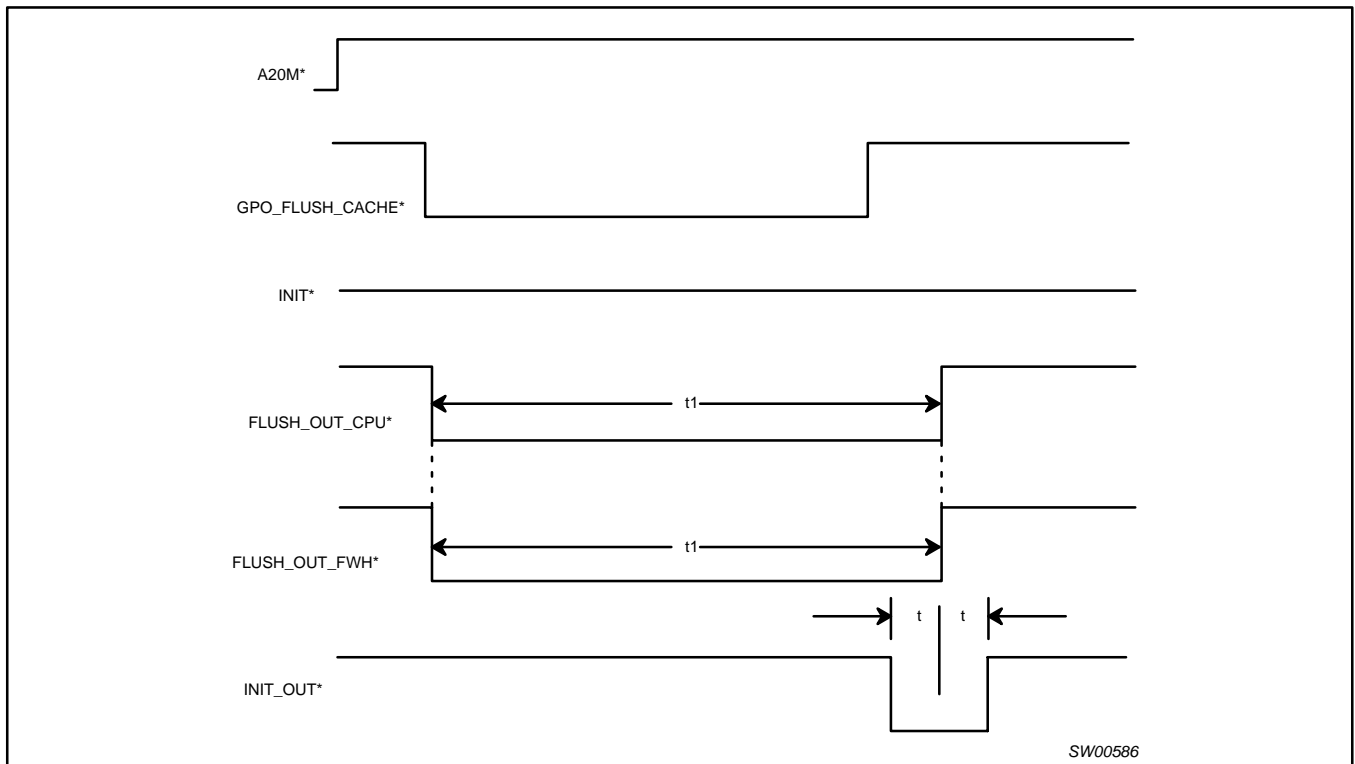 A20M*
GPO_FLUSH_CACHE*
INIT*
t1
FLUSH_OUT_CPU*
t1
FLUSH_OUT_FWH*
t t
INIT_OUT*
SW00586